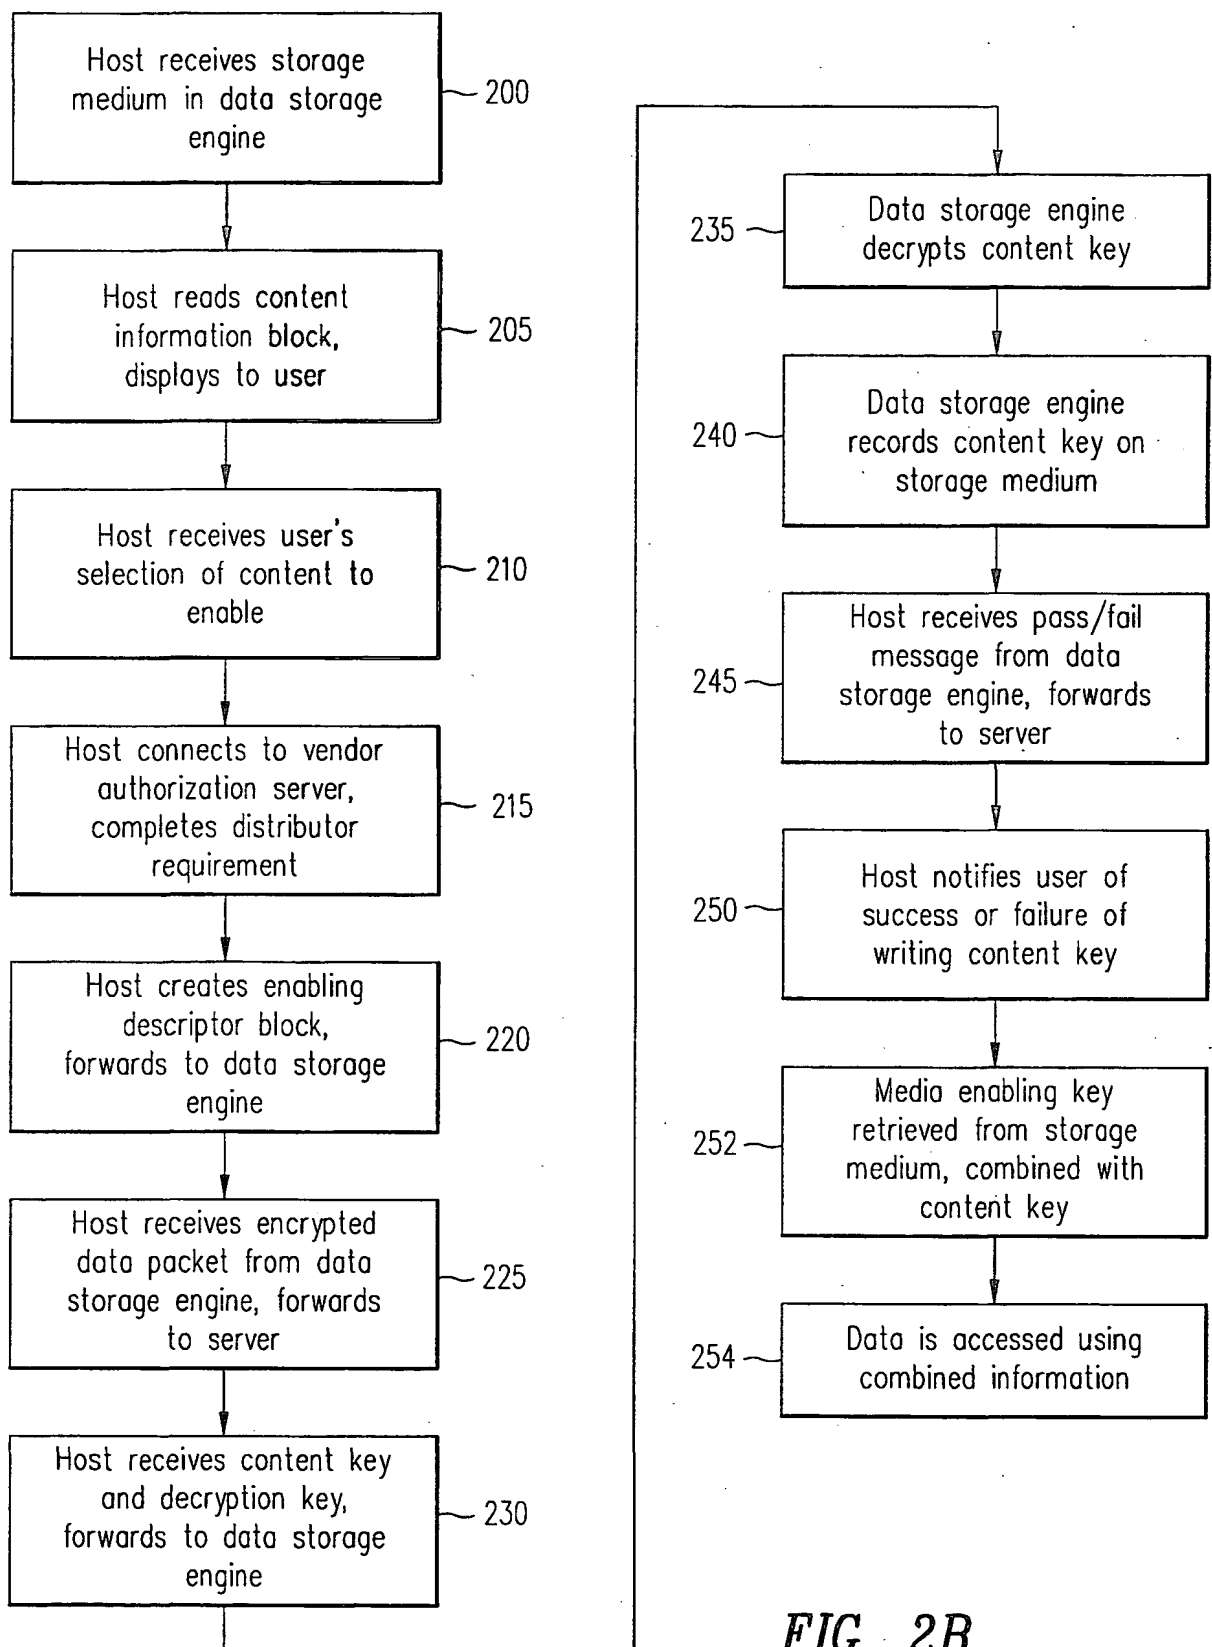 Host receives storage
medium in data storage
engine
200
Host reads content
information block,
displays to user
205
Host receives user's
selection of content to
enable
210
Host connects to vendor
authorization server,
completes distributor
requirement
215
Host creates enabling
descriptor block,
forwards to data storage
engine
220
Host receives encrypted
data packet from data
storage engine, forwards
to server
225
Host receives content key
and decryption key,
forwards to data storage
engine
230
Data storage engine
decrypts content key
235
Data storage engine
records content key on
storage medium
240
Host receives pass/fail
message from data
storage engine, forwards
to server
245
Host notifies user of
success or failure of
writing content key
250
Media enabling key
retrieved from storage
medium, combined with
content key
252
Data is accessed using
combined information
254
FIG. 2B